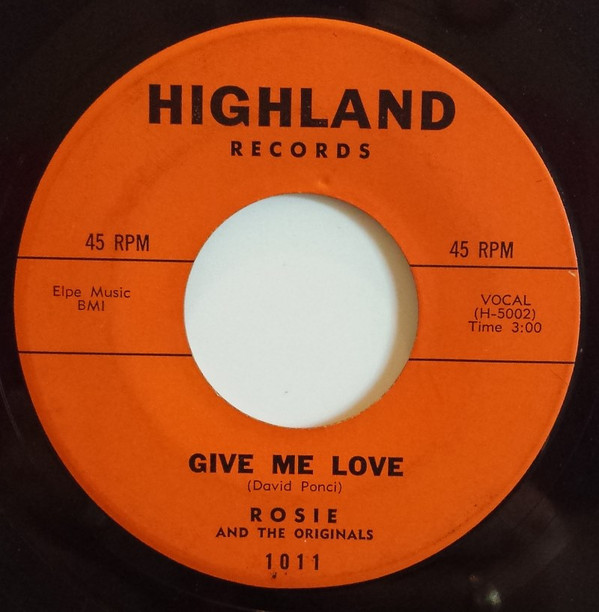 HIGHLAND
RECORDS
45 RPM
45 RPM
Elpe Music
BMI
VOCAL
(H-5002)
Time 3:00
GIVE ME LOVE
(David Ponci)
ROSIE
AND THE ORIGINALS
1011